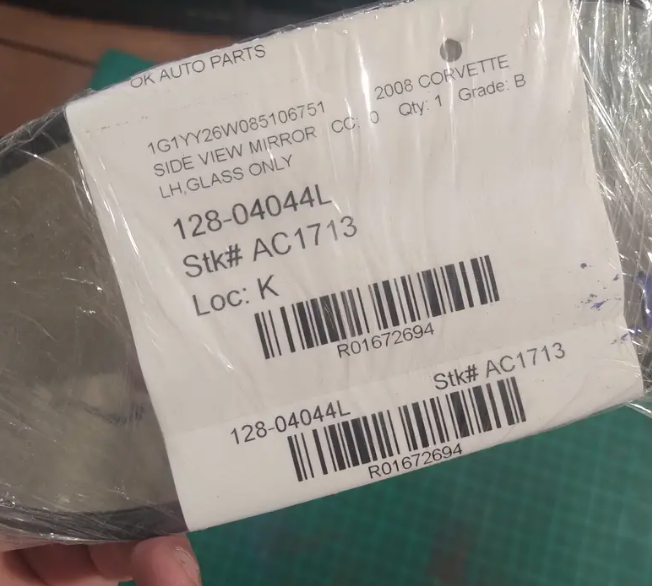 OK AUTO PARTS
2008 CORVETTE
1G1YY26W085106751
SIDE VIEW MIRROR CC: 0 Qty: 1 Grade: B
LH,GLASS ONLY
128-04044L
Stk# AC1713
Loc: K
R01672694
128-04044L Stk# AC1713
R01672694